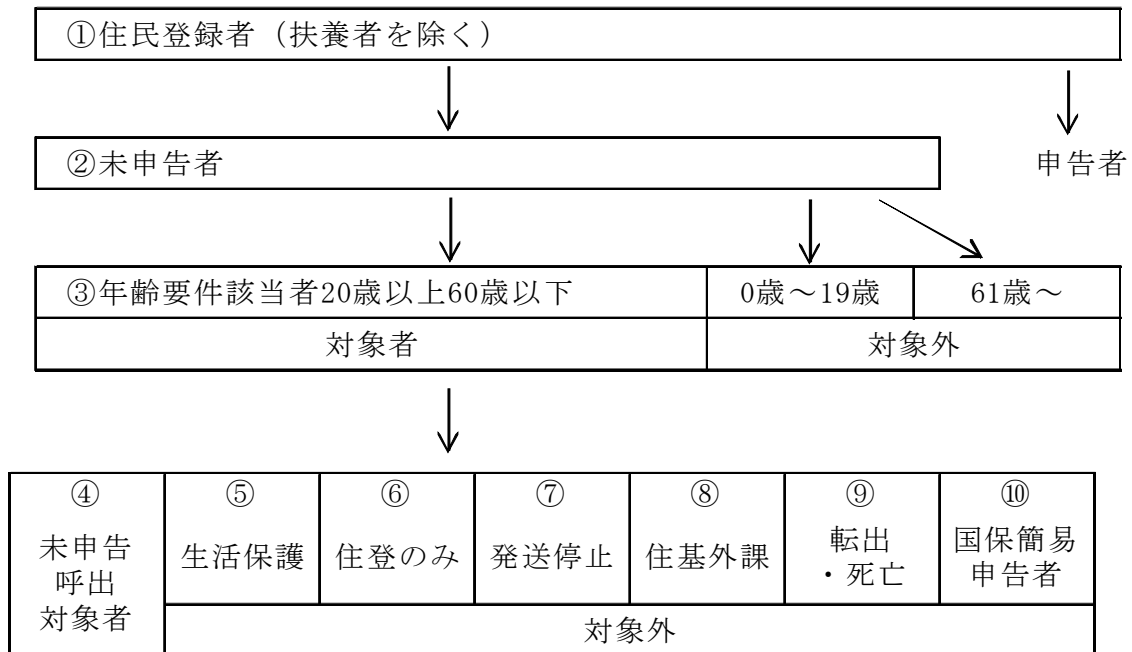 ①住民登録者（扶養者を除く）
②未申告者
申告者
③年齢要件該当者20歳以上60歳以下
0歳～19歳
61歳～
対象者
対象外
④
未申告
呼出
対象者
⑤
生活保護
⑥
住登のみ
⑦
発送停止
⑧
住基外課
⑨
転出
・死亡
⑩
国保簡易
申告者
対象外